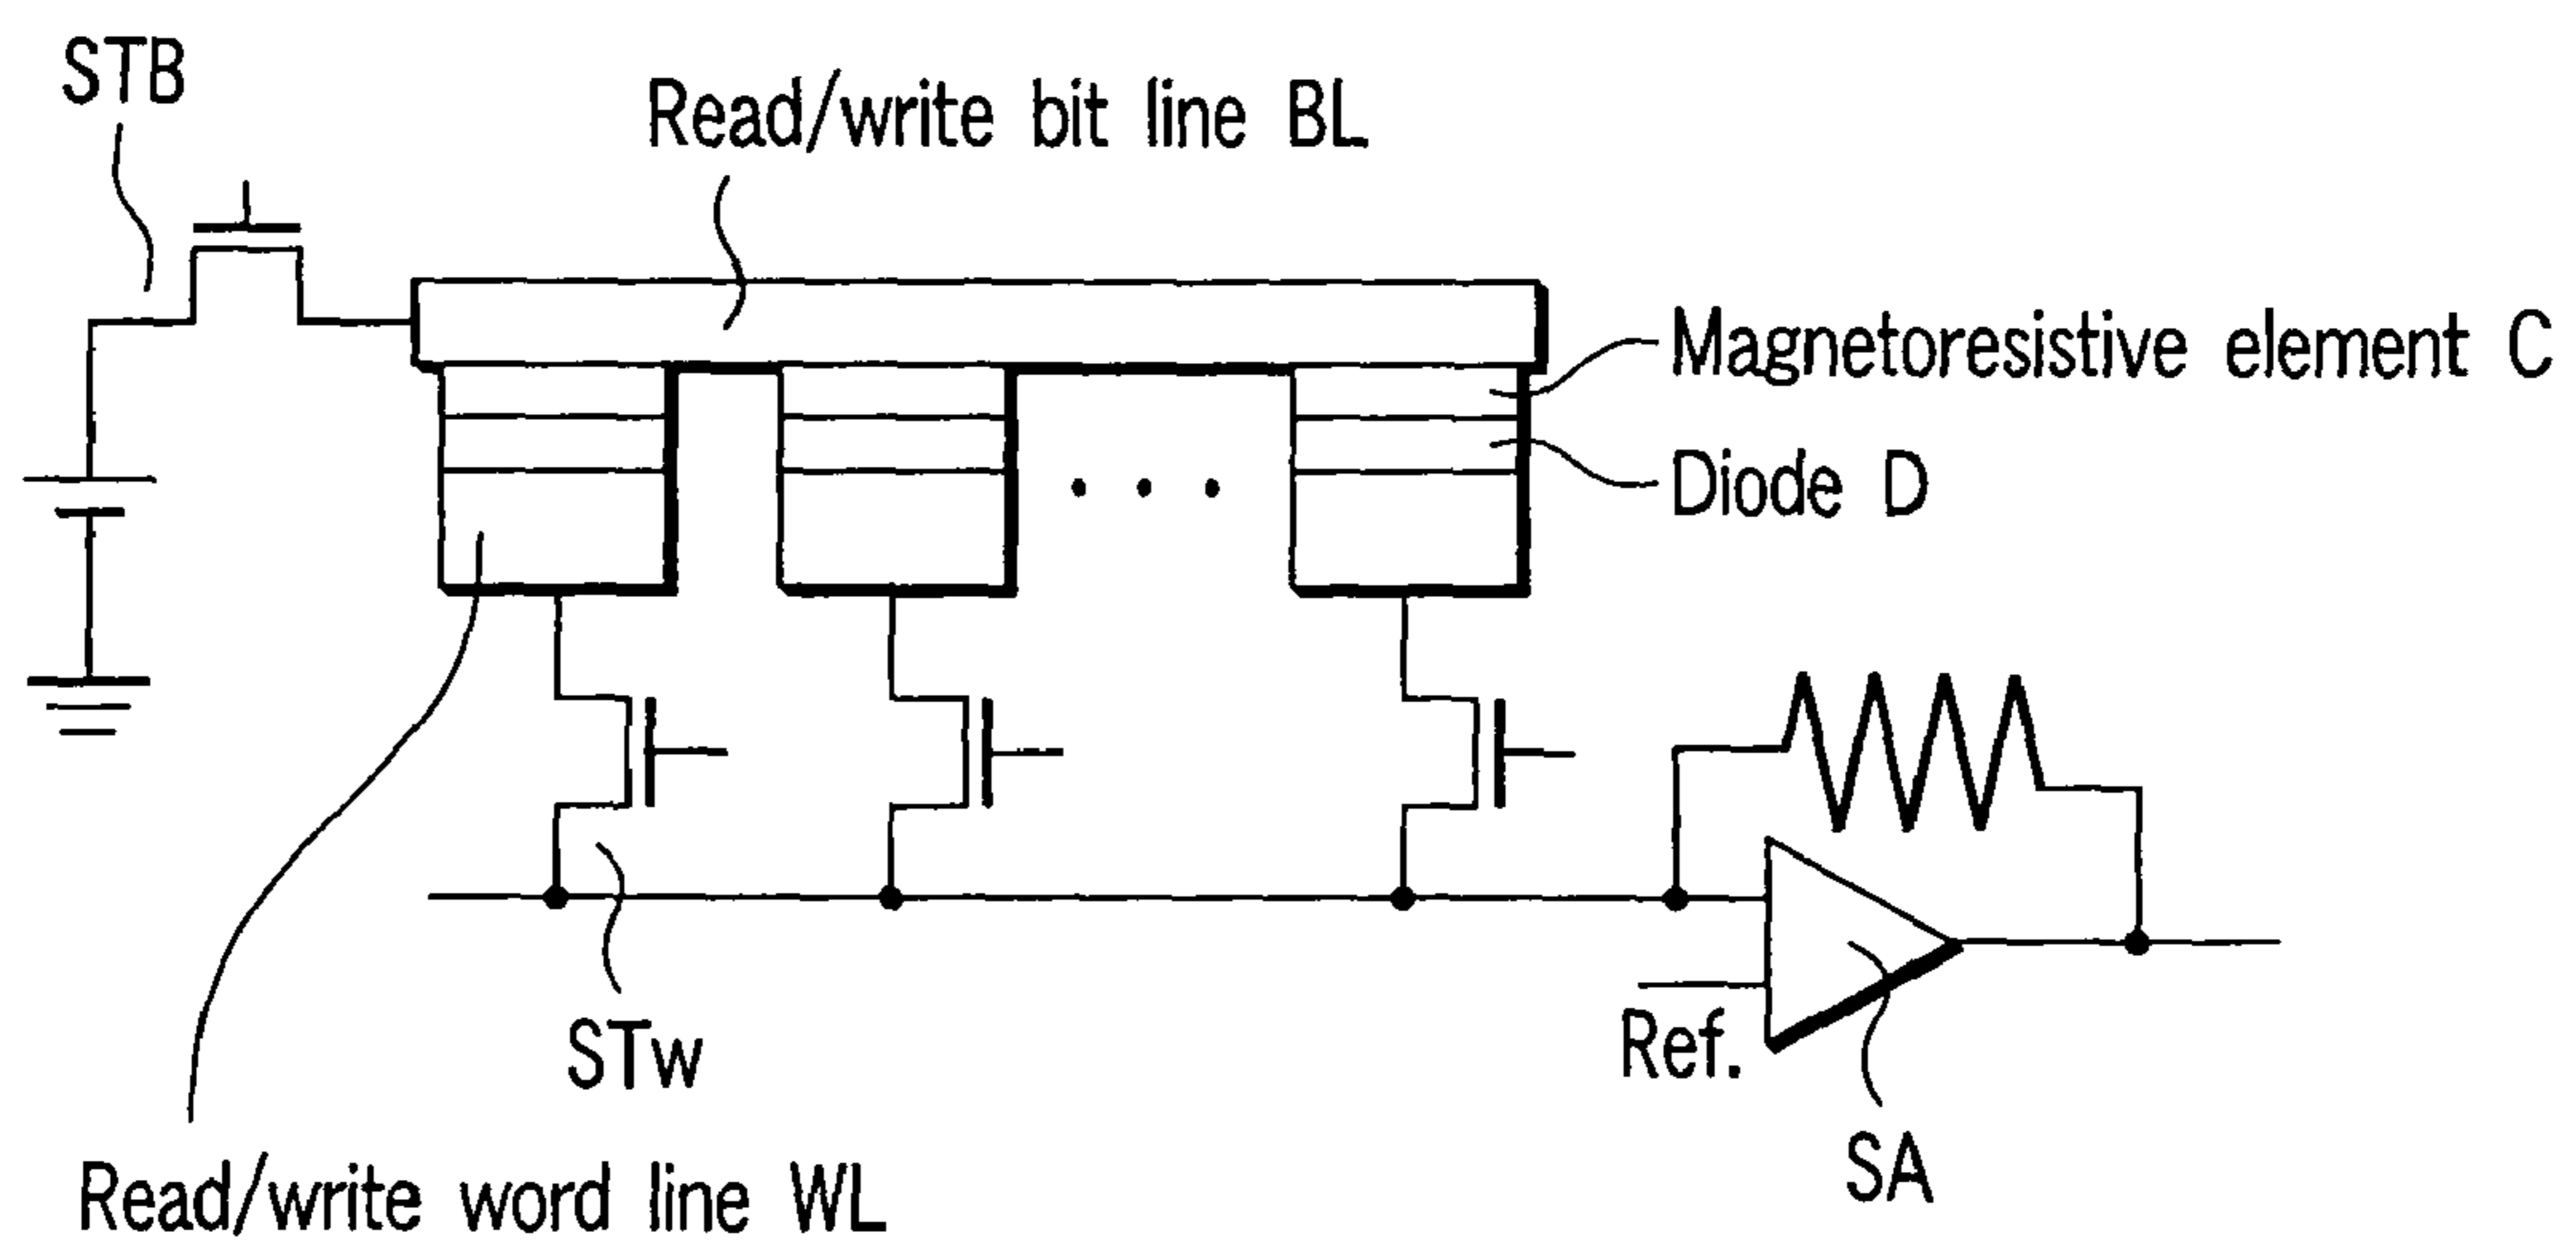 STB
Read/write bit line BL
Magnetoresistive element C
Diode D
STw
Ref.
SA
Read/write word line WL